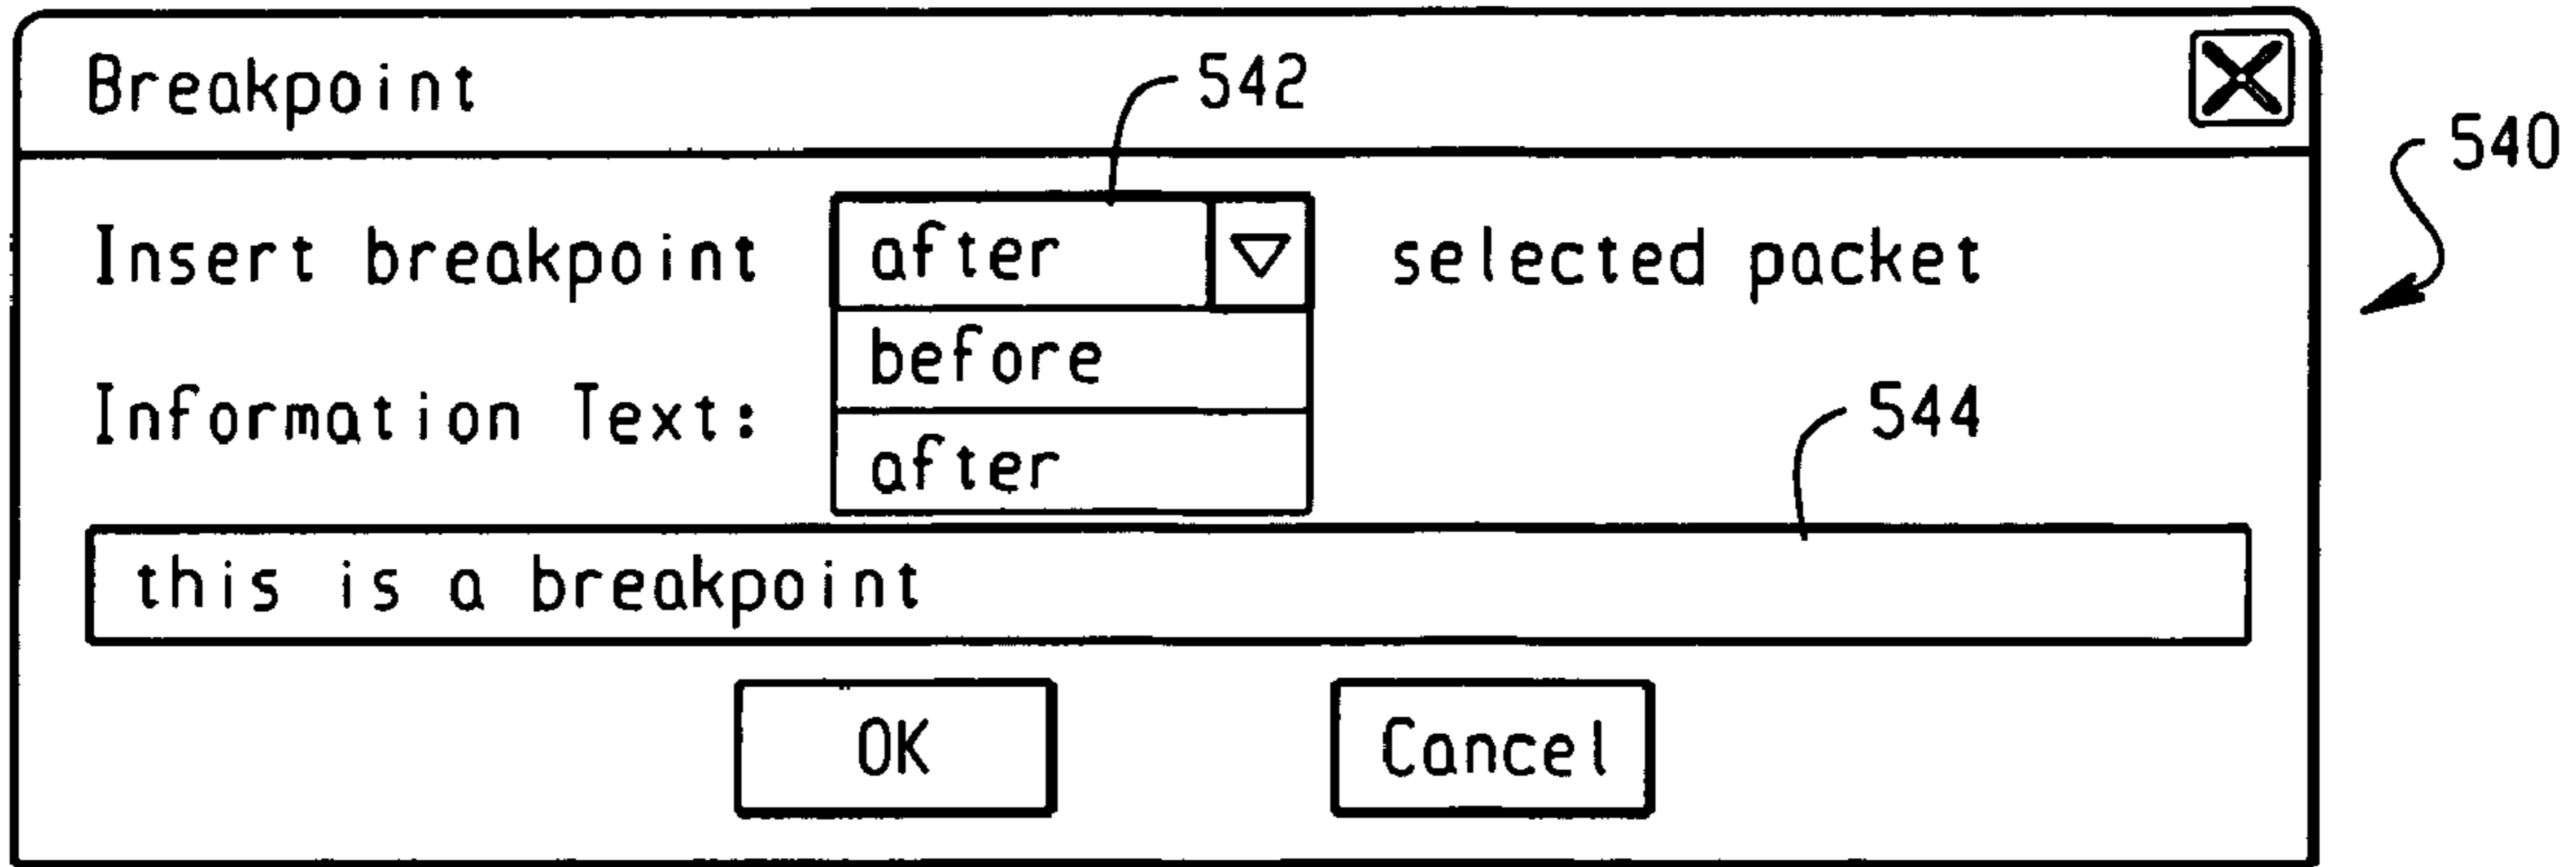 Breakpoint 542
540
Insert breakpoint after selected packet
before
Information Text: 544
after
this is a breakpoint
OK Cancel